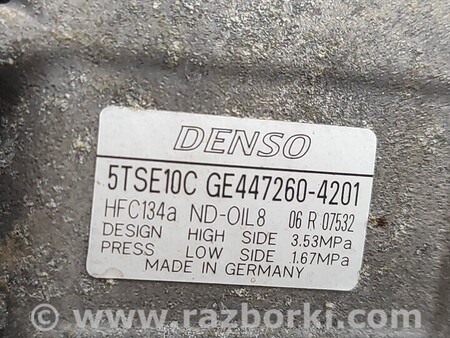 DENSO
5TSE10C GE447260-4201
HFC134a ND-OIL8 06 R 07532
DESIGN HIGH SIDE 3.53MPa
PRESS LOW SIDE 1.67MPa
MADE IN GERMANY
© www.razborki.com/